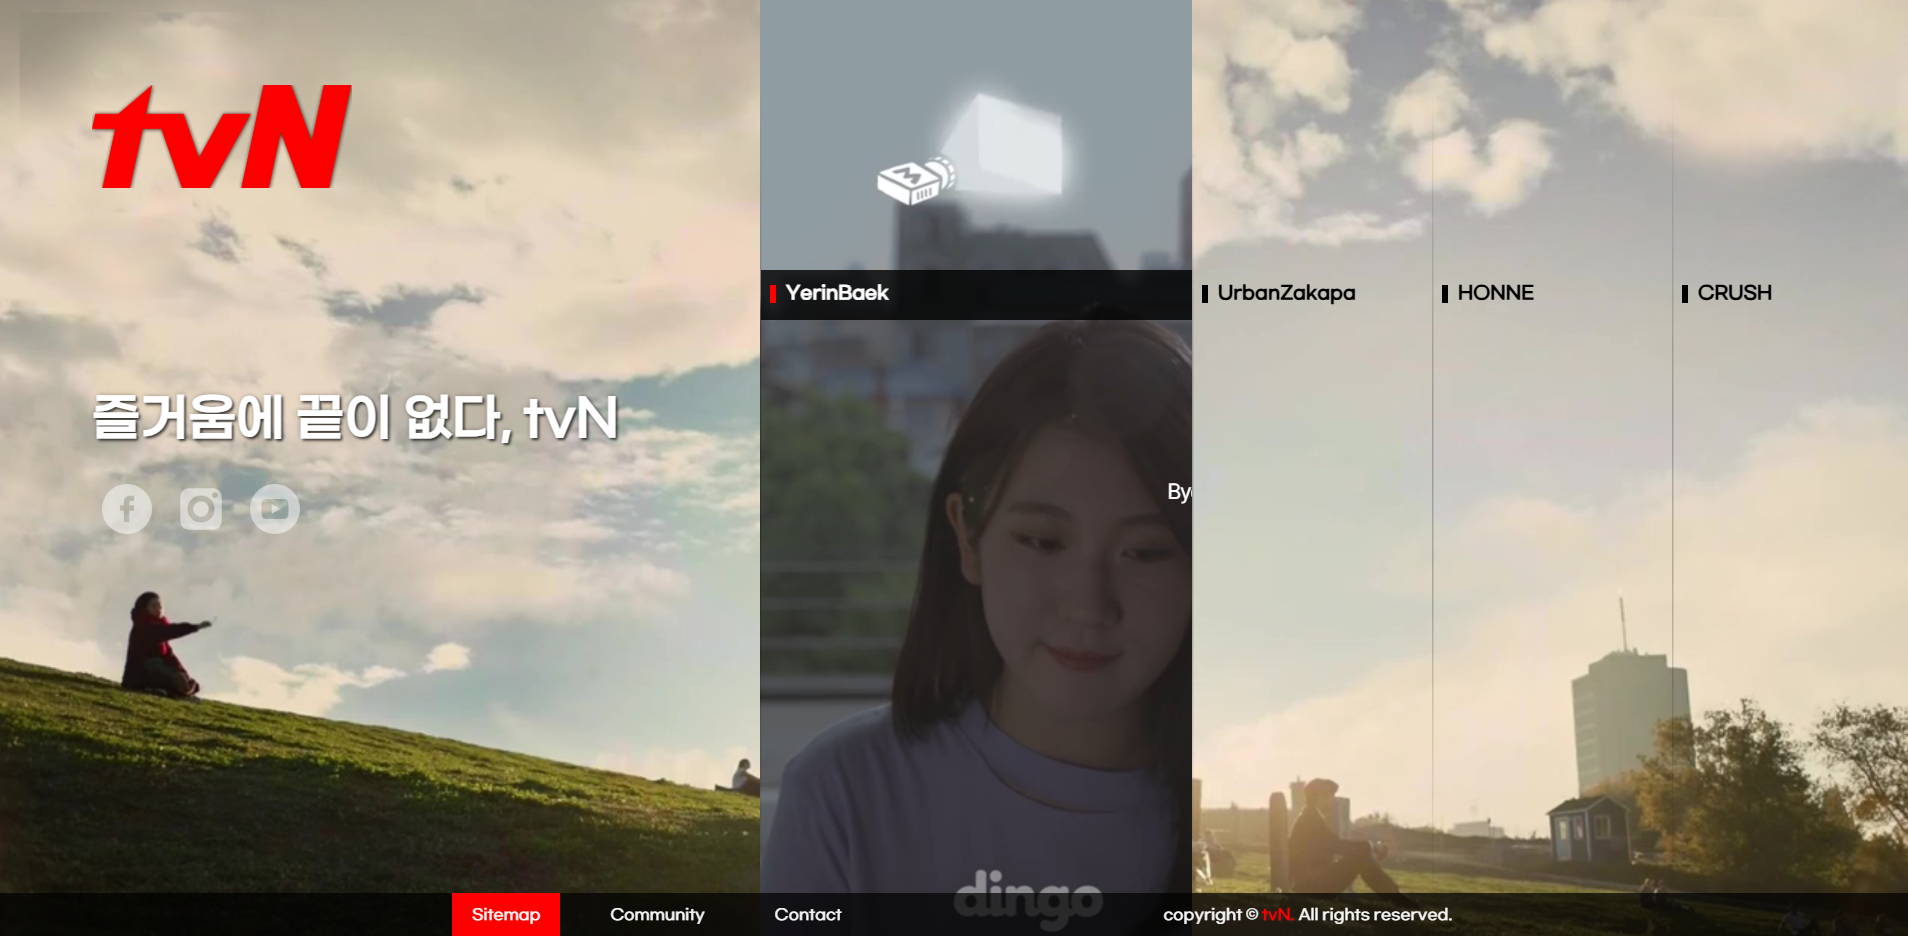 tvN
YerinBaek
UrbanZakapa
HONNE
CRUSH
즐거움에 끝이 없다, tvN
M
dingo
Sitemap
Community
Contact
copyright © tvN. All rights reserved.